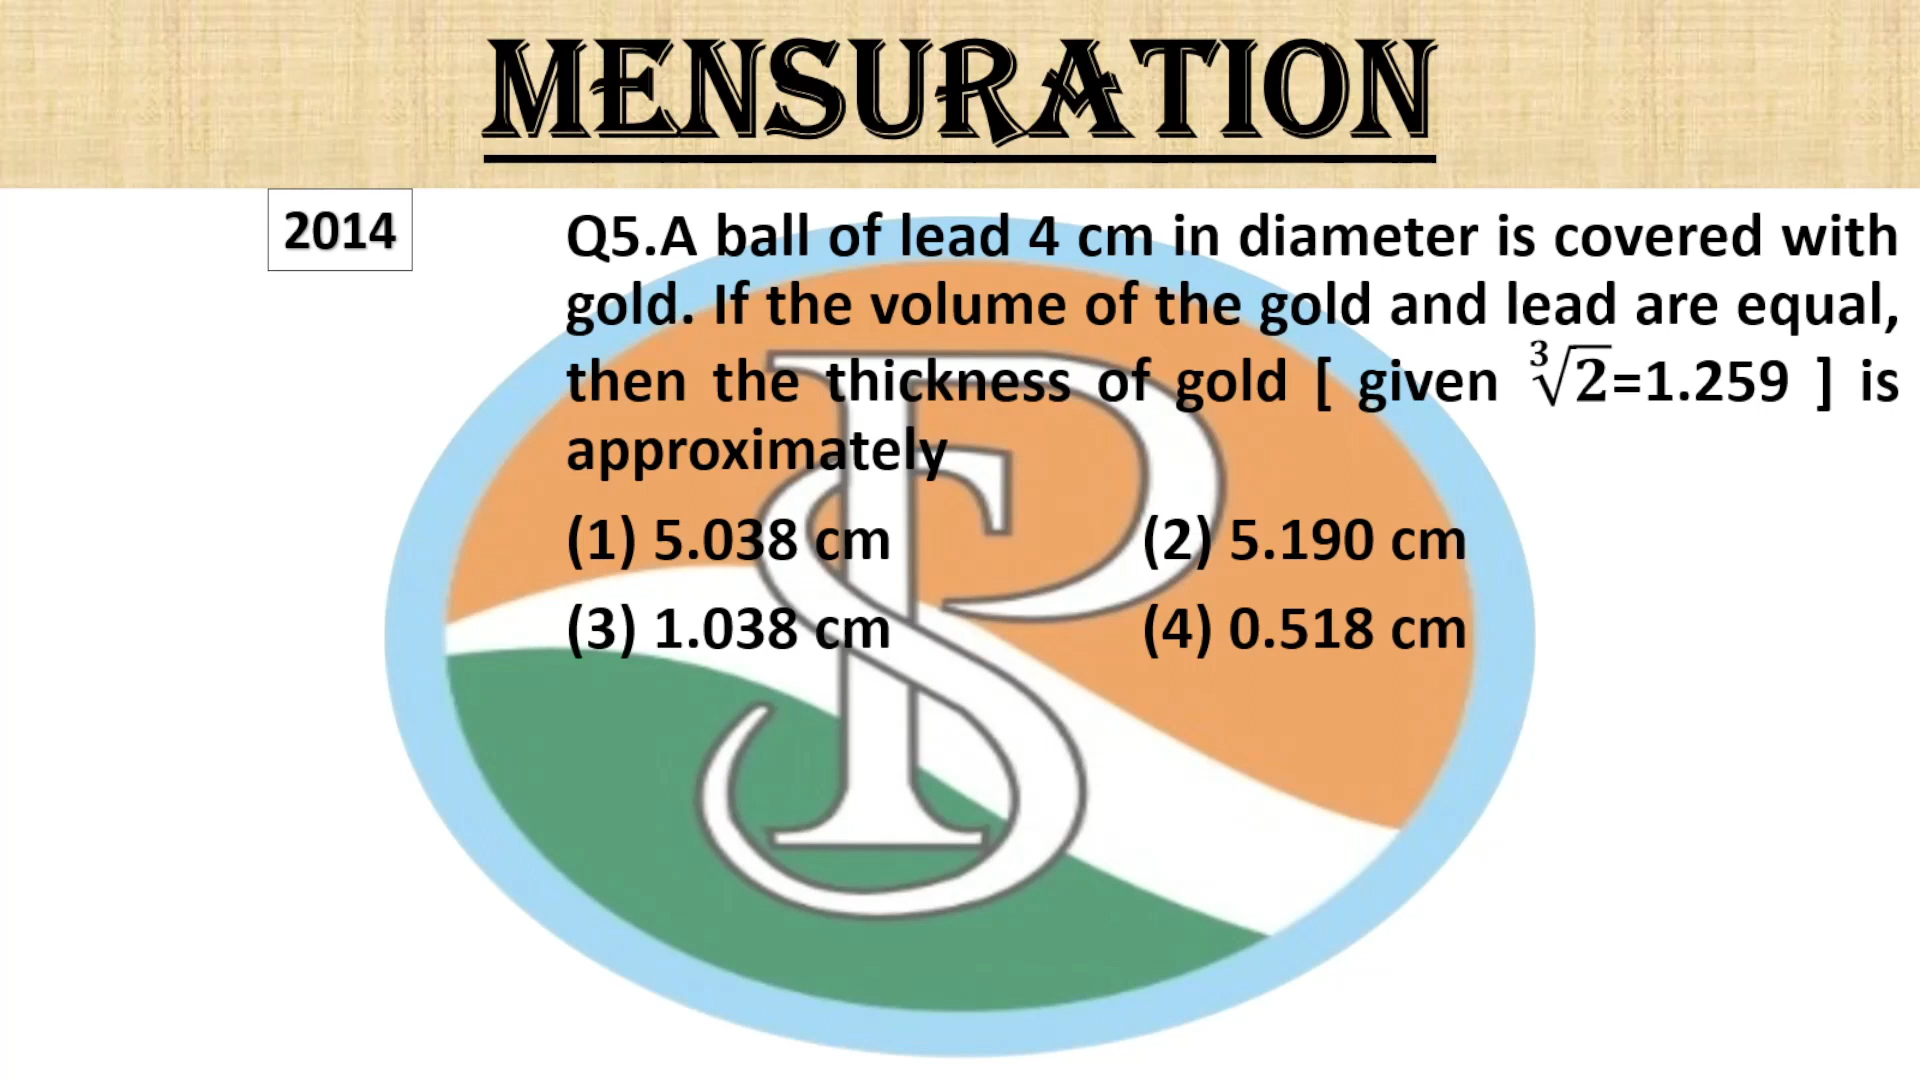 MENSURATION
2014
Q5.A ball of lead 4 cm in diameter is covered with
gold. If the volume of the gold and lead are equal,
then the thickness of gold [ given ∛2=1.259 ] is
approximately
(1) 5.038 cm (2) 5.190 cm
(3) 1.038 cm (4) 0.518 cm